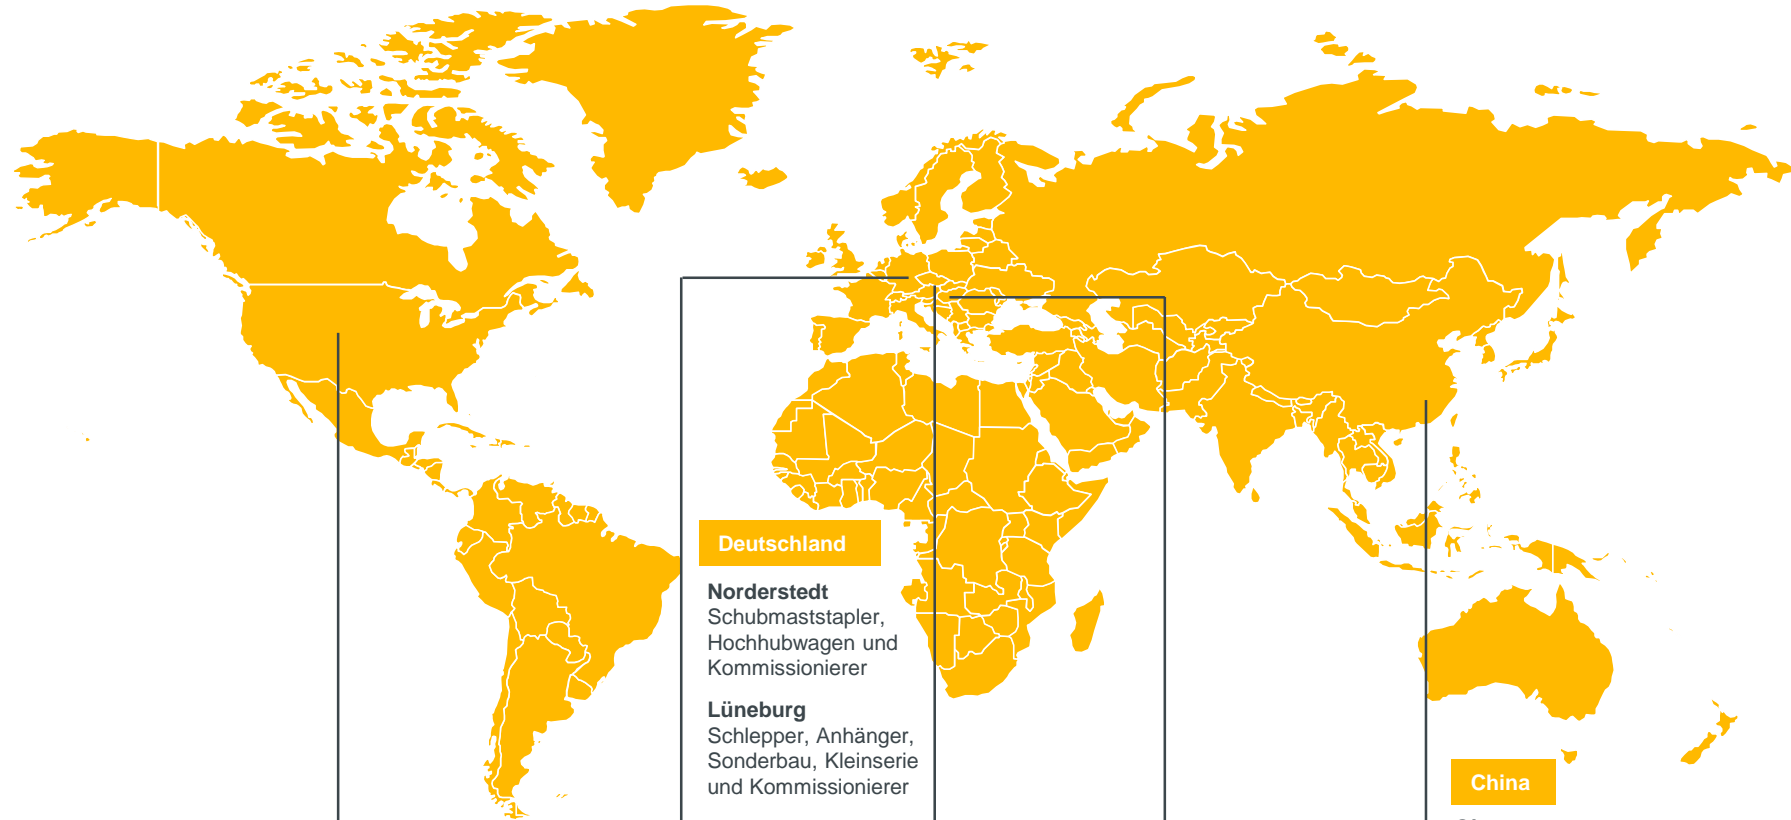 Deutschland
Norderstedt
Schubmaststapler,
Hochhubwagen und
Kommissionierer
Lüneburg
Schlepper, Anhänger,
Sonderbau, Kleinserie
und Kommissionierer
China